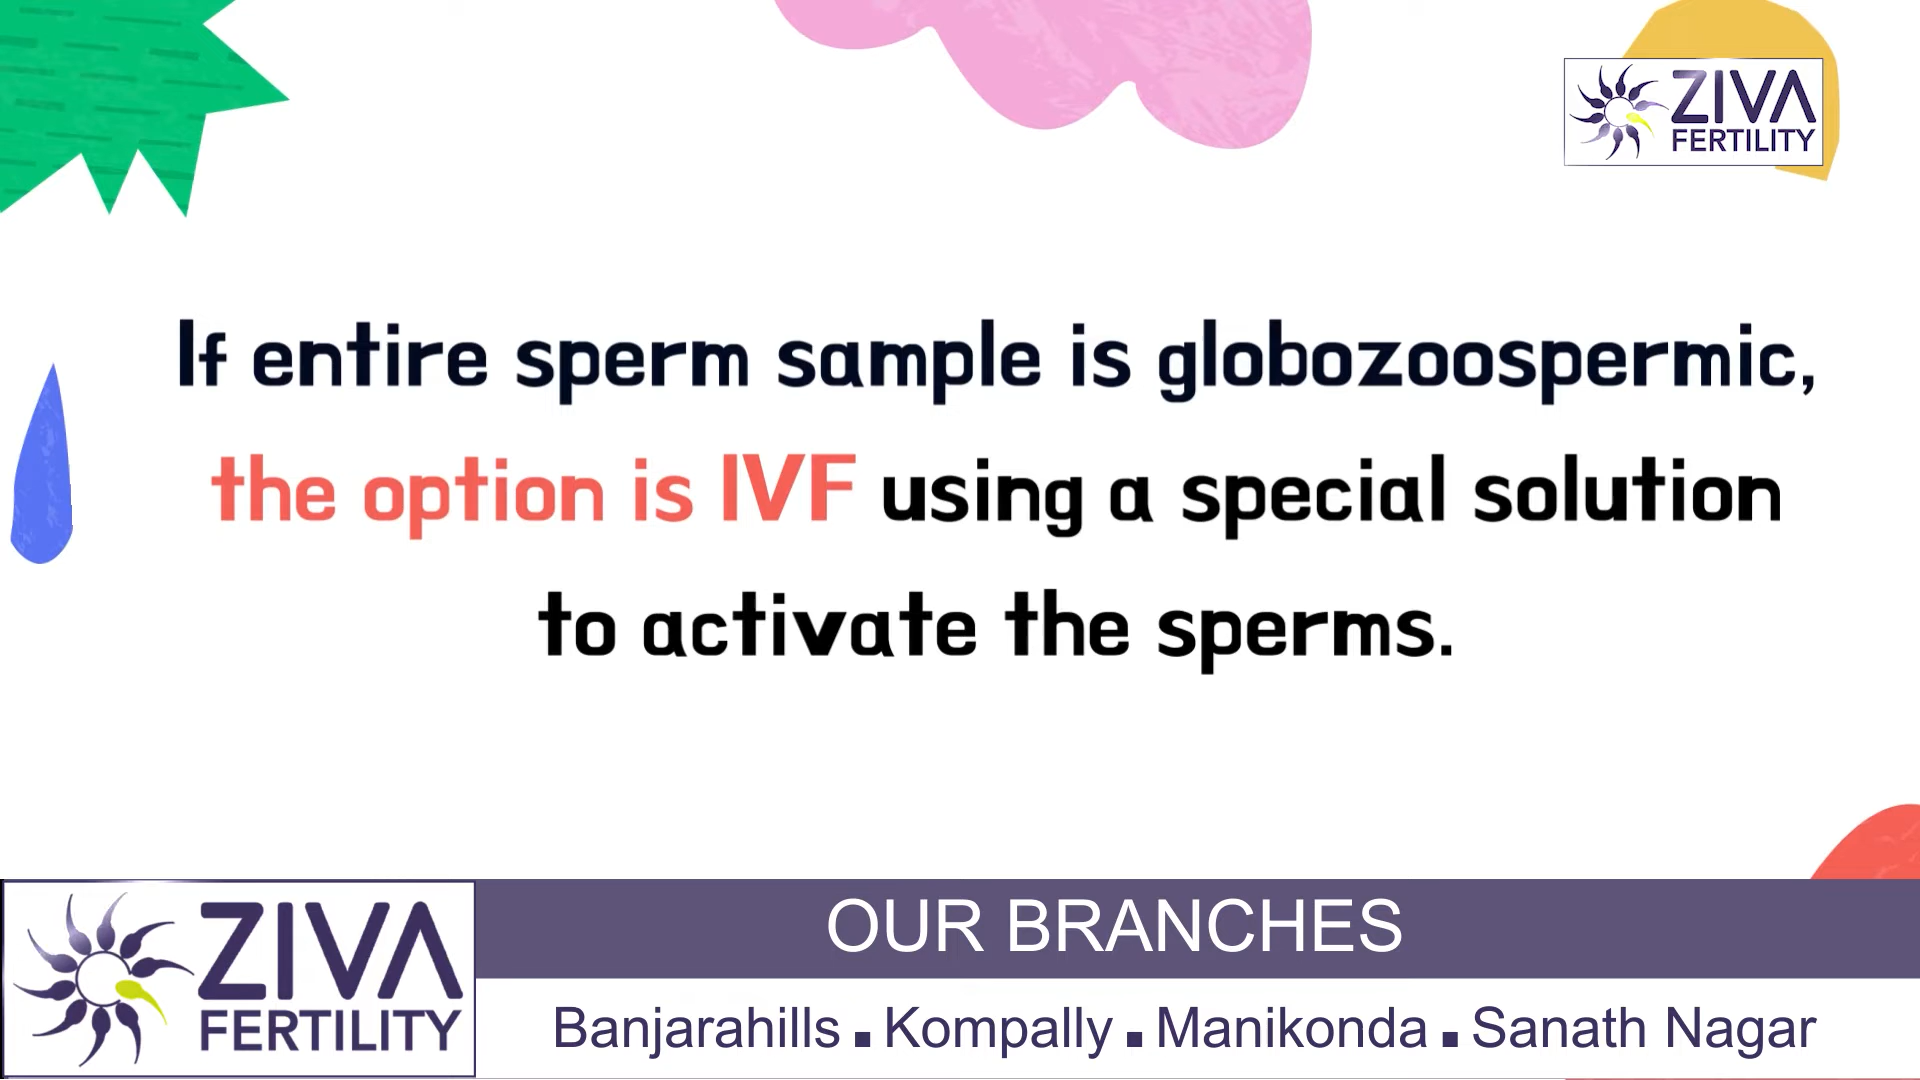 ZIVA
FERTILITY
If entire sperm sample is globozoospermic,
the option is IVF using a special solution
to activate the sperms.
ZIVA
FERTILITY
OUR BRANCHES
Banjarahills ■ Kompally ■ Manikonda ■ Sanath Nagar